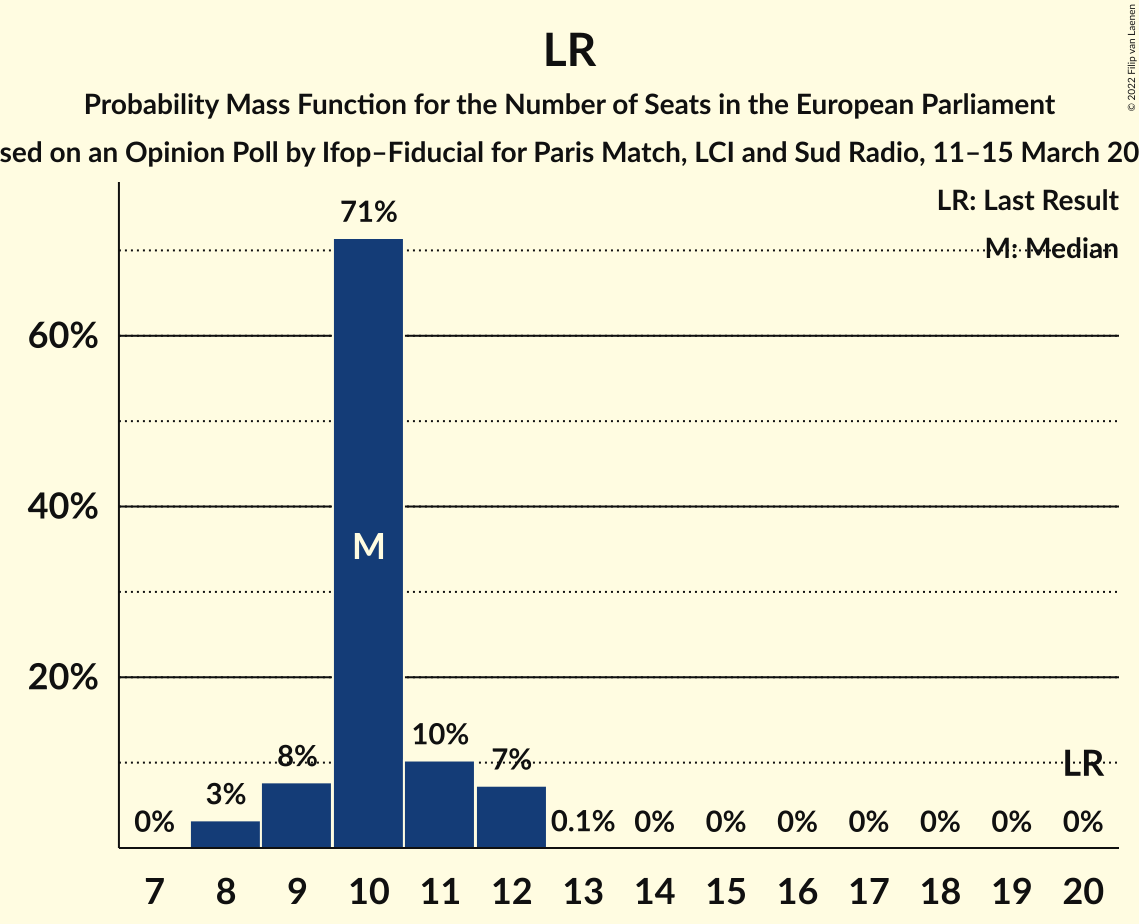 LR
Probability Mass Function for the Number of Seats in the European Parliament
sed on an Opinion Poll by Ifop–Fiducial for Paris Match, LCI and Sud Radio, 11–15 March 20
© 2022 Filip van Laenen
LR: Last Result
M: Median
71%
60%
40%
M
20%
10%
8%
7%
LR
3%
0% 0.1% 0% 0% 0% 0% 0% 0% 0%
7 8 9 10 11 12 13 14 15 16 17 18 19 20